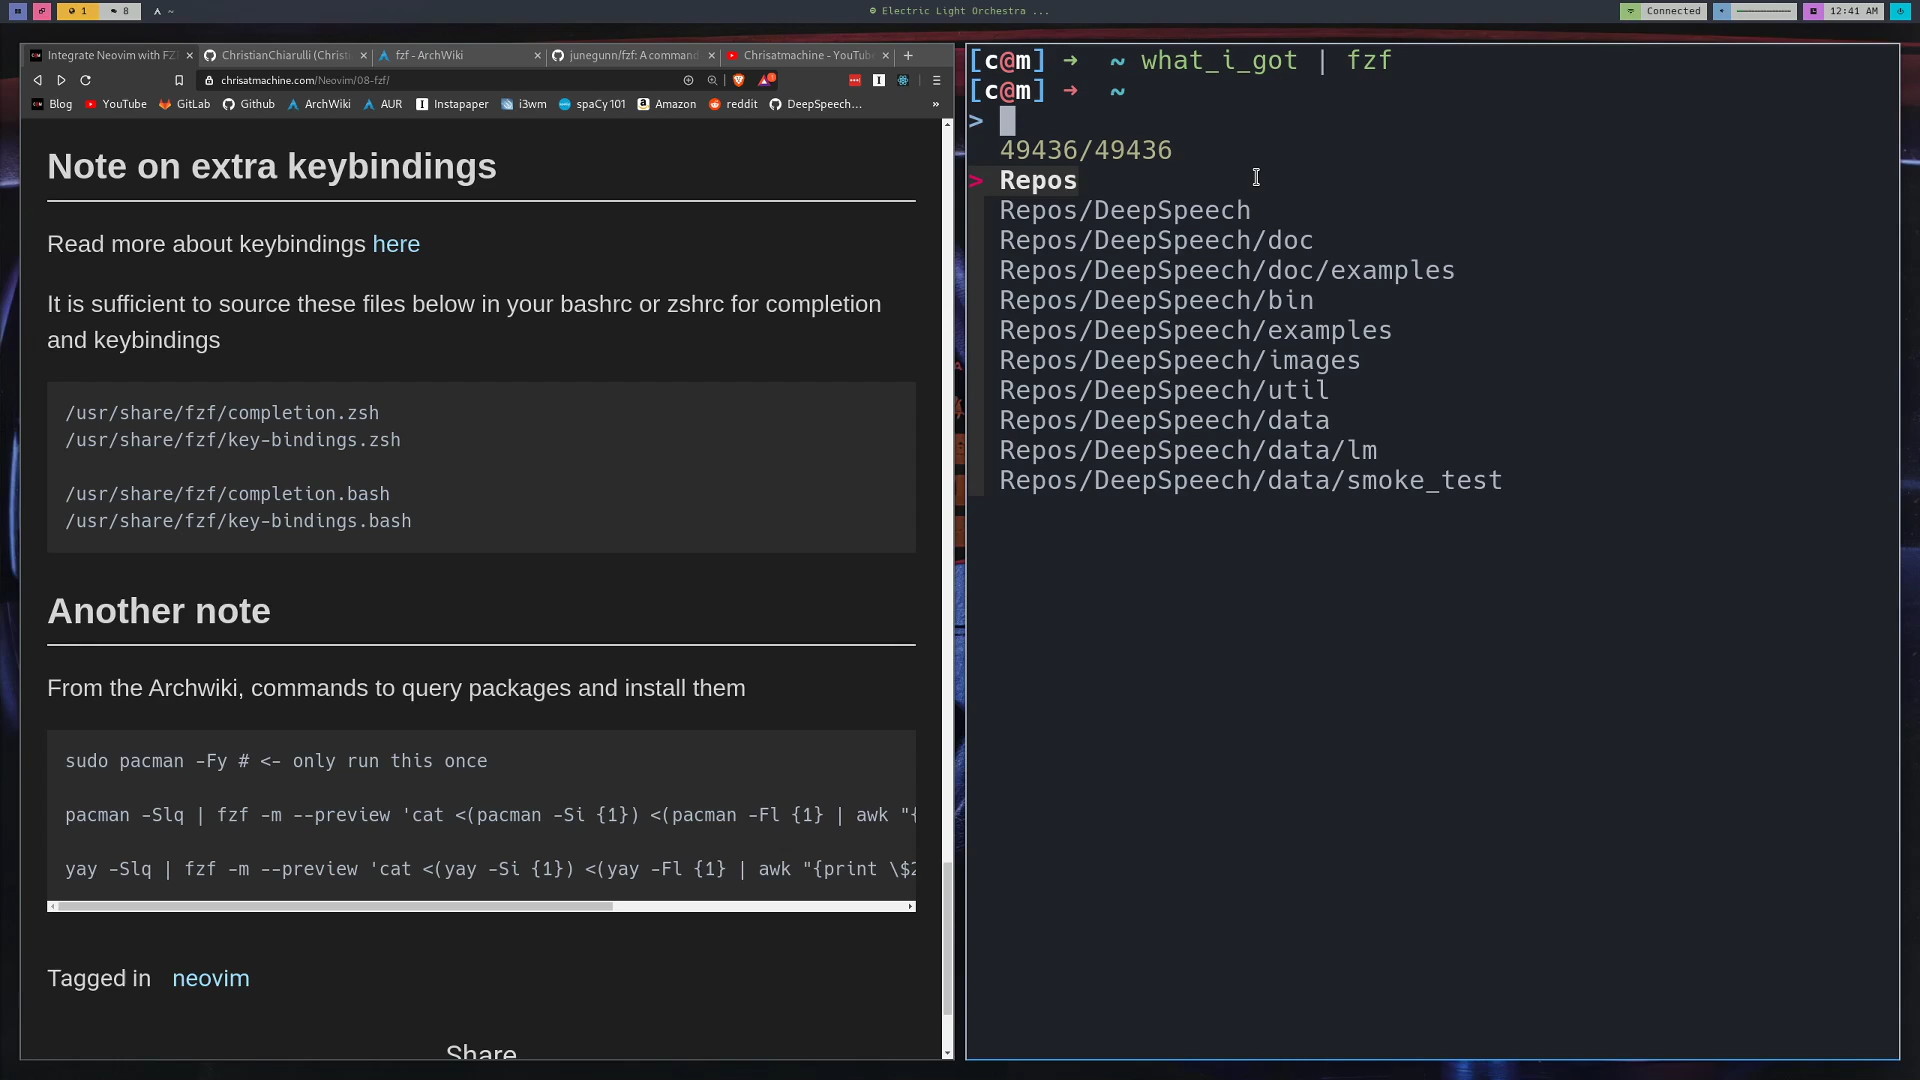 1
8
~
Electric Light Orchestra ...
Connected
12:41 AM
Integrate Neovim with FZ
ChristianChiarulli (Christi
fzf - ArchWiki
junegunn/fzf: A command
Chrisatmachine - YouTube
chrisatmachine.com/Neovim/08-fzf/
Blog
YouTube
GitLab
Github
ArchWiki
AUR
Instapaper
i3wm
spaCy101
Amazon
reddit
DeepSpeech...
»
Note on extra keybindings
Read more about keybindings here
It is sufficient to source these files below in your bashrc or zshrc for completion
and keybindings
/usr/share/fzf/completion.zsh
/usr/share/fzf/key-bindings.zsh
/usr/share/fzf/completion.bash
/usr/share/fzf/key-bindings.bash
Another note
From the Archwiki, commands to query packages and install them
sudo pacman -Fy # <- only run this once
pacman -Slq | fzf -m --preview 'cat <(pacman -Si {1}) <(pacman -Fl {1} | awk "{
yay -Slq | fzf -m --preview 'cat <(yay -Si {1}) <(yay -Fl {1} | awk "{print \$2
Tagged in neovim
Share
[c@m] → ~ what_i_got | fzf
[c@m] → ~
>
49436/49436
> Repos
Repos/DeepSpeech
Repos/DeepSpeech/doc
Repos/DeepSpeech/doc/examples
Repos/DeepSpeech/bin
Repos/DeepSpeech/examples
Repos/DeepSpeech/images
Repos/DeepSpeech/util
Repos/DeepSpeech/data
Repos/DeepSpeech/data/lm
Repos/DeepSpeech/data/smoke_test